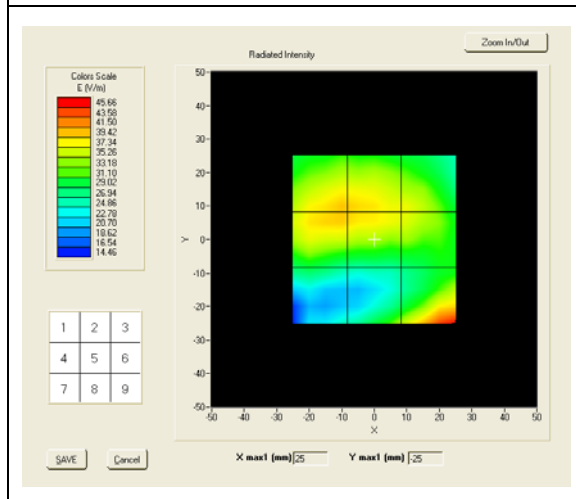 Zoom In/Out
Radiated Intensity
Colors Scale
E (V/m)
45.66
43.58
41.50
39.42
37.34
35.26
33.18
31.10
29.02
26.94
24.86
22.78
20.70
18.62
16.54
14.46
50
40
30
20
10
0
-10
-20
-30
-40
-50
Y
-50 -40 -30 -20 -10 0 10 20 30 40 50
X
1 2 3
4 5 6
7 8 9
SAVE Cancel
X max1 (mm) 25 Y max1 (mm) -25